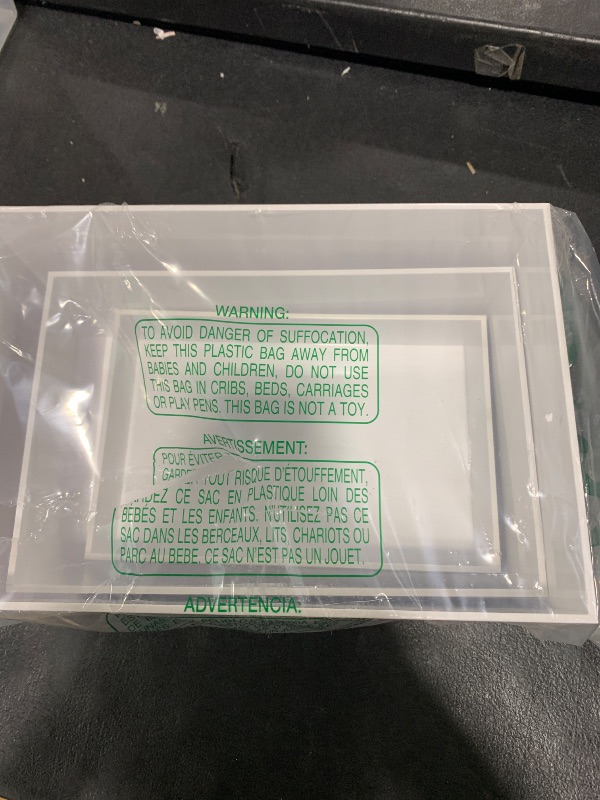 WARNING:
TO AVOID DANGER OF SUFFOCATION,
KEEP THIS PLASTIC BAG AWAY FROM
BABIES AND CHILDREN, DO NOT USE
THIS BAG IN CRIBS, BEDS, CARRIAGES
OR PLAY PENS. THIS BAG IS NOT A TOY.
AVERTISSEMENT:
POUR ÉVITER
TOUT RISQUE D'ÉTOUFFEMENT,
CE SAC EN PLASTIQUE LOIN DES
BÉBÉS ET LES ENFANTS. N'UTILISEZ PAS CE
SAC DANS LES BERCEAUX, LITS, CHARIOTS OU
PARC AU BEBE. CE SAC N'EST PAS UN JOUET.
ADVERTENCIA: